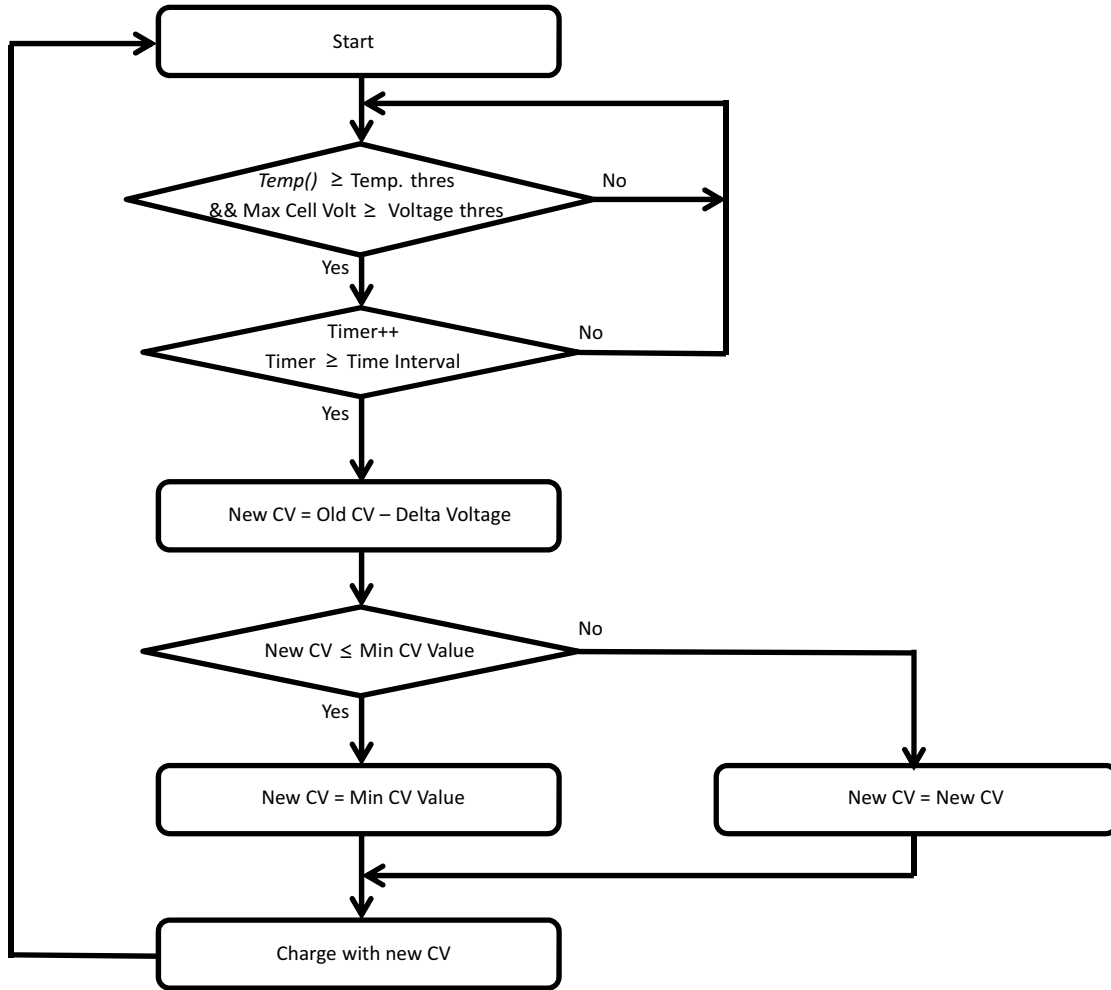 Start
Temp() ≥ Temp. thres
&& Max Cell Volt ≥ Voltage thres
No
Yes
Timer++
Timer ≥ Time Interval
No
Yes
New CV = Old CV – Delta Voltage
New CV ≤ Min CV Value
No
Yes
New CV = Min CV Value
New CV = New CV
Charge with new CV